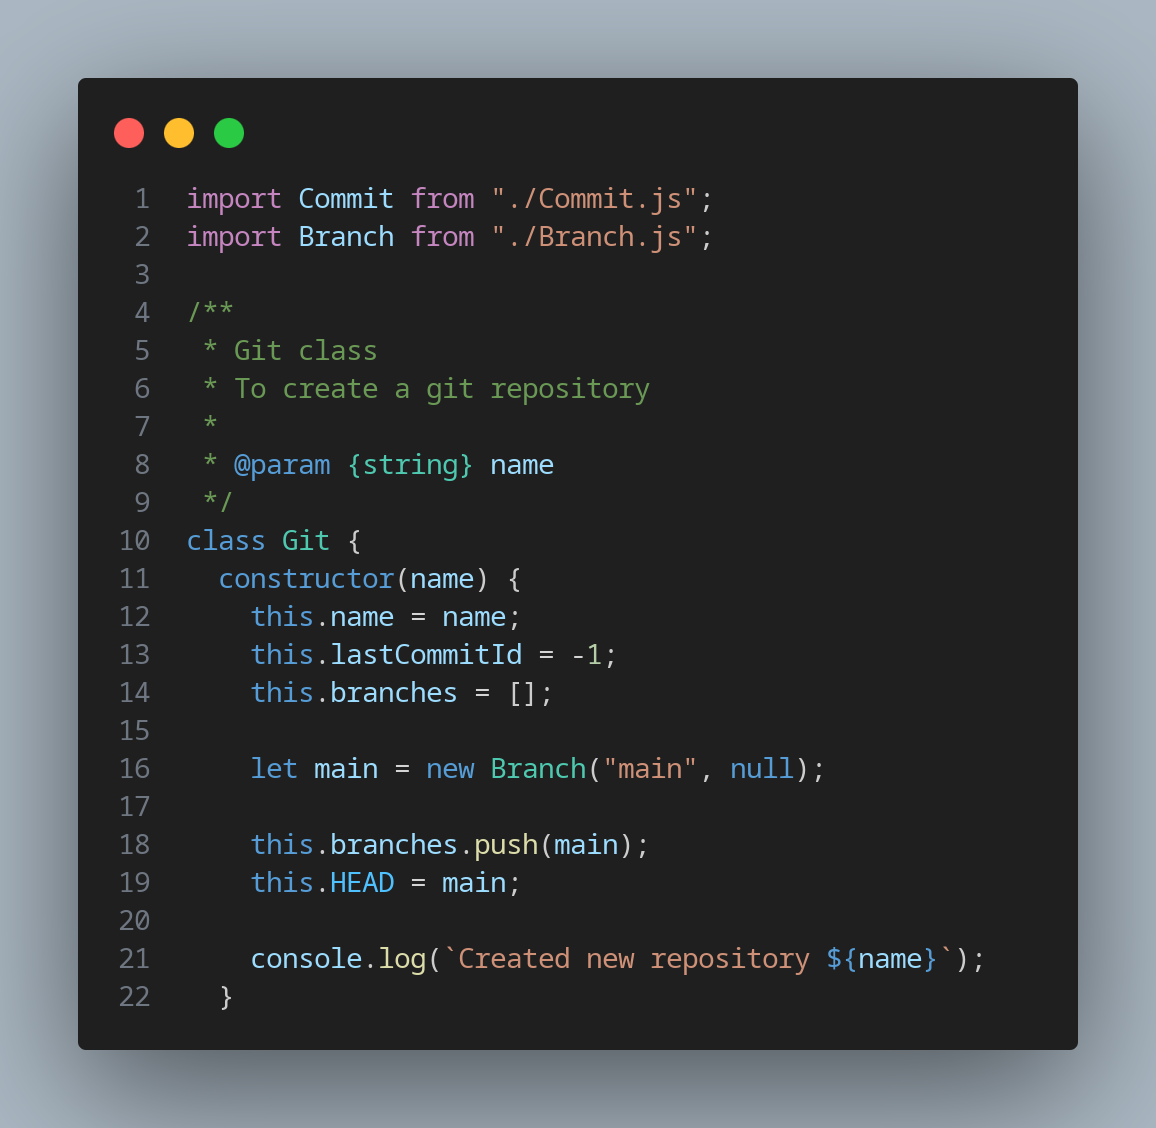 1 import Commit from "./Commit.js";
2 import Branch from "./Branch.js";
3
4 /**
5  * Git class
6  * To create a git repository
7  *
8  * @param {string} name
9  */
10 class Git {
11   constructor(name) {
12     this.name = name;
13     this.lastCommitId = -1;
14     this.branches = [];
15
16     let main = new Branch("main", null);
17
18     this.branches.push(main);
19     this.HEAD = main;
20
21     console.log(`Created new repository ${name}`);
22   }